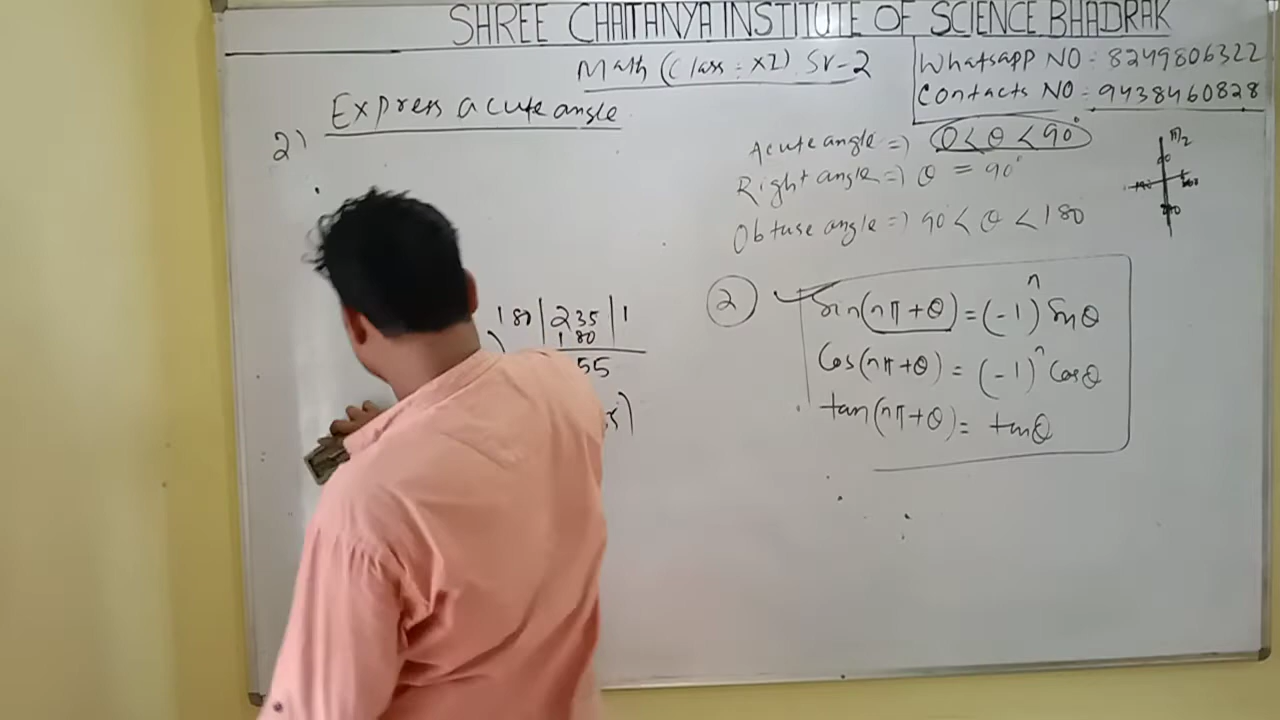 SHREE CHAITANYA INSTITUTE OF SCIENCE BHADRAK
Math (Class : XI) Sr-2
Whatsapp NO : 8249806322
Contacts NO : 9438460828
Express acute angle
2)
Acute angle => 0 < θ < 90°
Right angle => θ = 90°
Obtuse angle => 90 < θ < 180
π/2
180 | 235 | 1
180
55
2
sin(nπ + θ) = (-1)^n sinθ
Cos(nπ + θ) = (-1)^n Cosθ
tan(nπ + θ) = tanθ